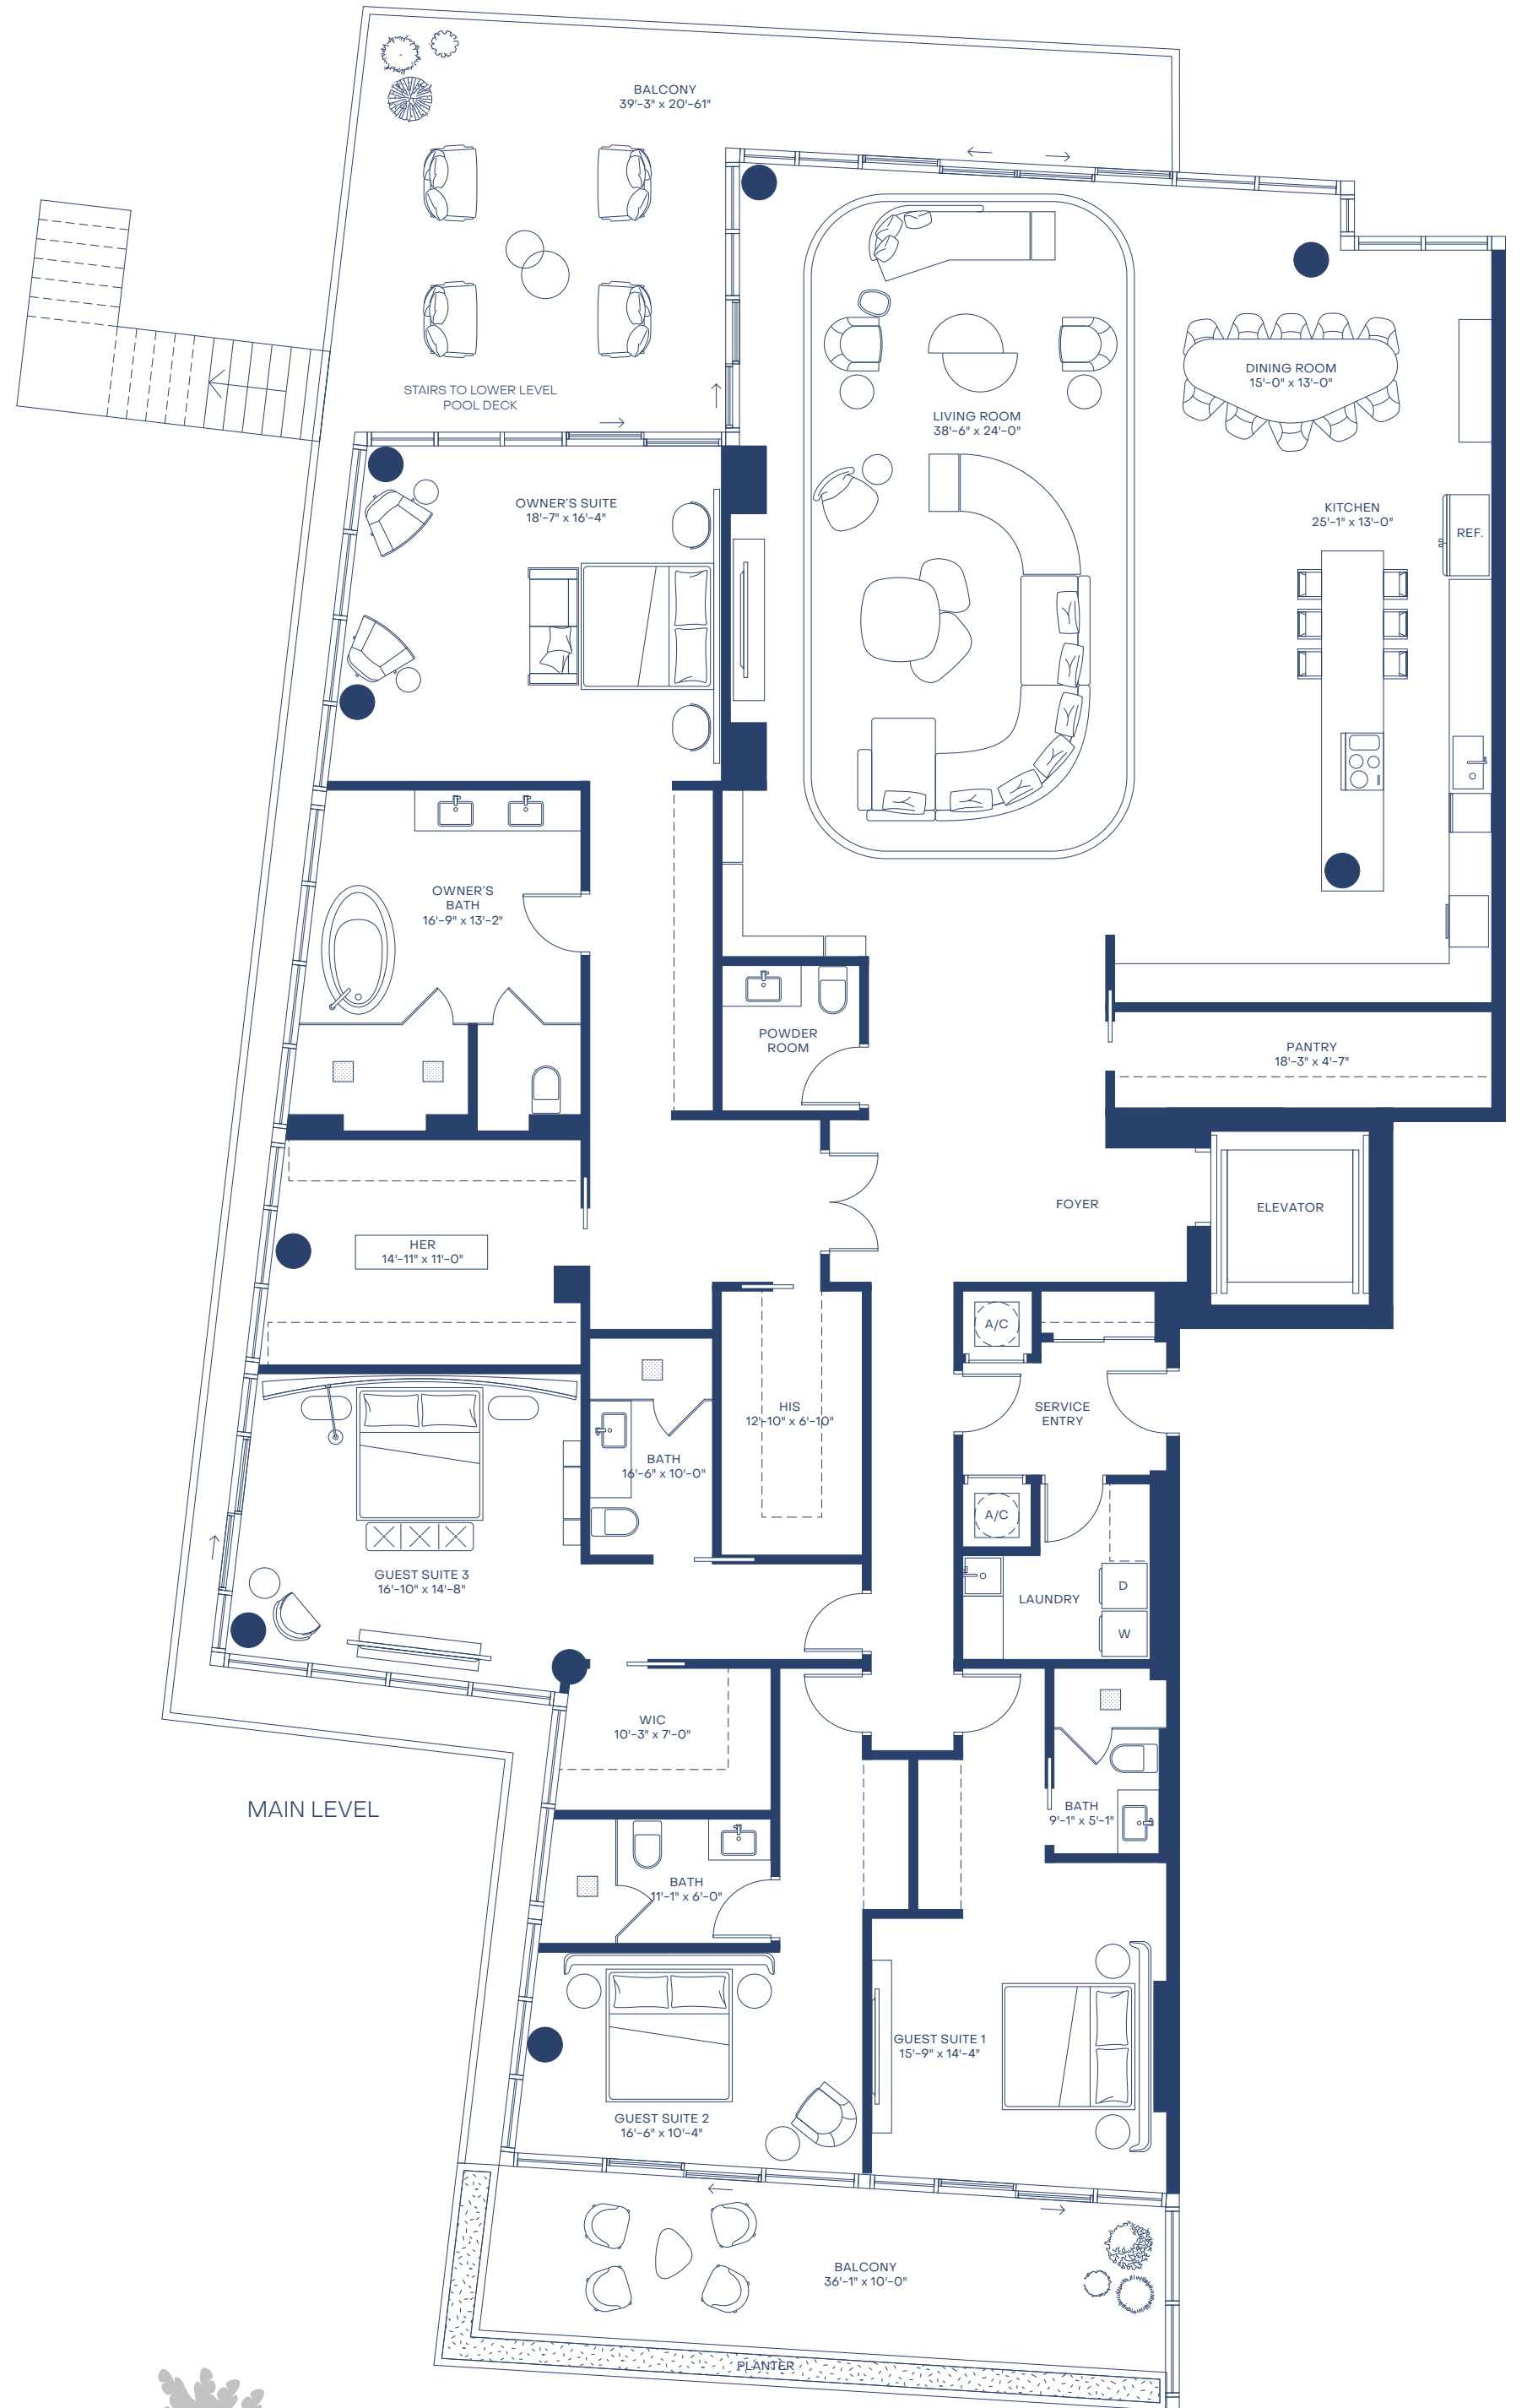 BALCONY
39'-3" x 20'-61"
STAIRS TO LOWER LEVEL
POOL DECK
LIVING ROOM
38'-6" x 24'-0"
DINING ROOM
15'-0" x 13'-0"
OWNER'S SUITE
18'-7" x 16'-4"
KITCHEN
25'-1" x 13'-0"
REF.
OWNER'S
BATH
16'-9" x 13'-2"
POWDER
ROOM
PANTRY
18'-3" x 4'-7"
FOYER
ELEVATOR
HER
14'-11" x 11'-0"
A/C
HIS
12'-10" x 6'-10"
SERVICE
ENTRY
BATH
16'-6" x 10'-0"
A/C
GUEST SUITE 3
16'-10" x 14'-8"
LAUNDRY
D
W
WIC
10'-3" x 7'-0"
MAIN LEVEL
BATH
9'-1" x 5'-1"
BATH
11'-1" x 6'-0"
GUEST SUITE 1
15'-9" x 14'-4"
GUEST SUITE 2
16'-6" x 10'-4"
BALCONY
36'-1" x 10'-0"
PLANTER